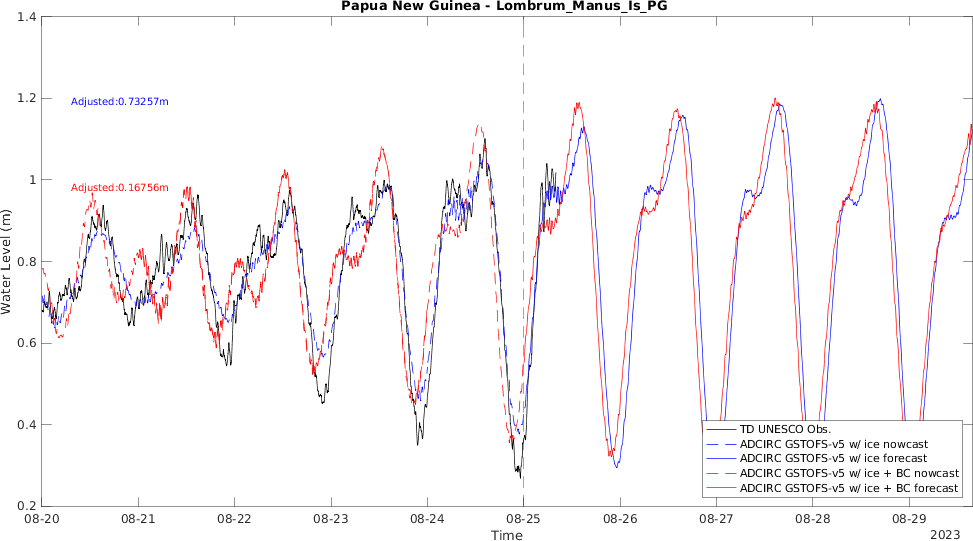 Papua New Guinea - Lombrum_Manus_Is_PG
1.4
1.2
1
0.8
0.6
0.4
0.2
Water Level (m)
Adjusted:0.73257m
Adjusted:0.16756m
TD UNESCO Obs.
ADCIRC GSTOFS-v5 w/ ice nowcast
ADCIRC GSTOFS-v5 w/ ice forecast
ADCIRC GSTOFS-v5 w/ ice + BC nowcast
ADCIRC GSTOFS-v5 w/ ice + BC forecast
08-20 08-21 08-22 08-23 08-24 08-25 08-26 08-27 08-28 08-29
Time
2023